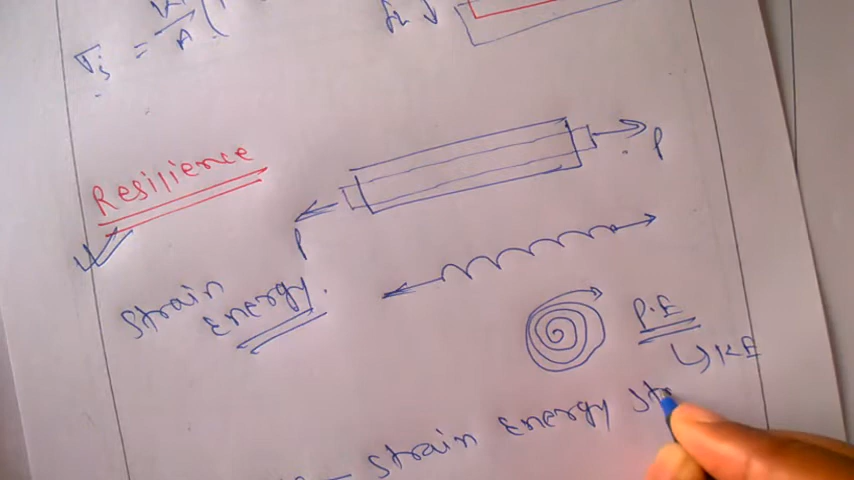 Resilience
P
P
Strain
Energy.
P.E
KE
Strain Energy St